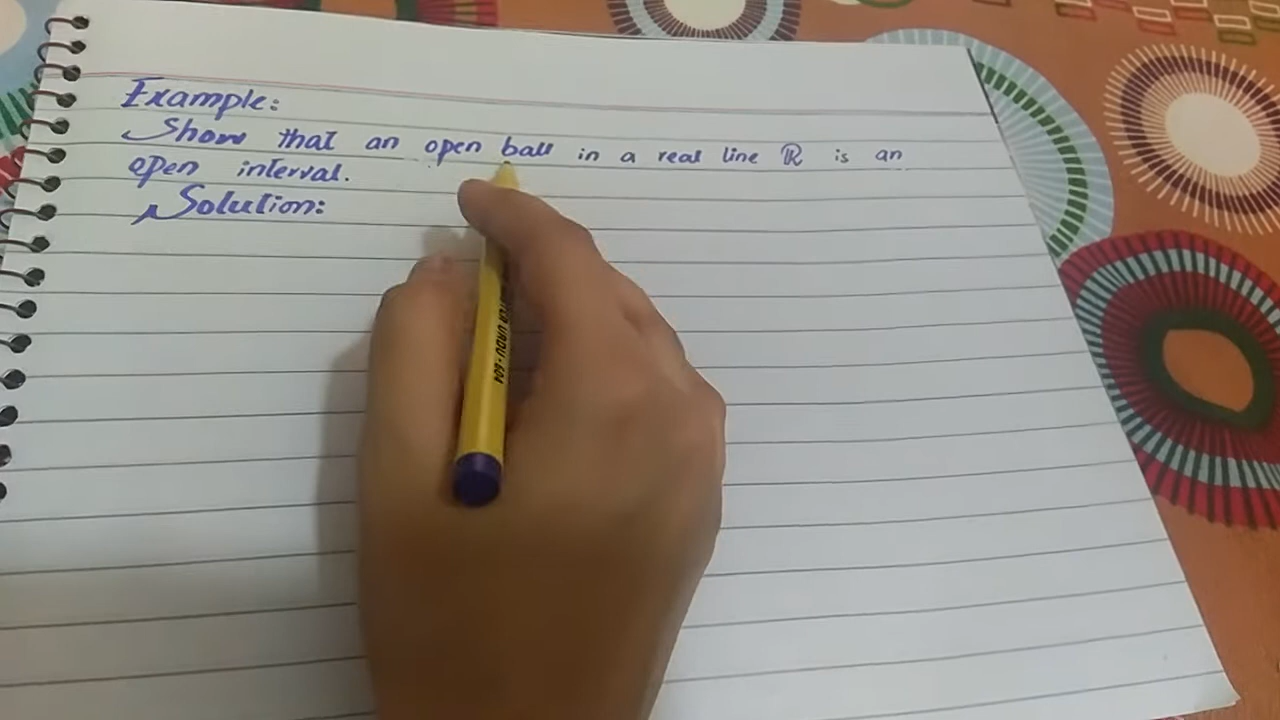 Example:
Show that an open ball in a real line ℝ is an
open interval.
Solution: